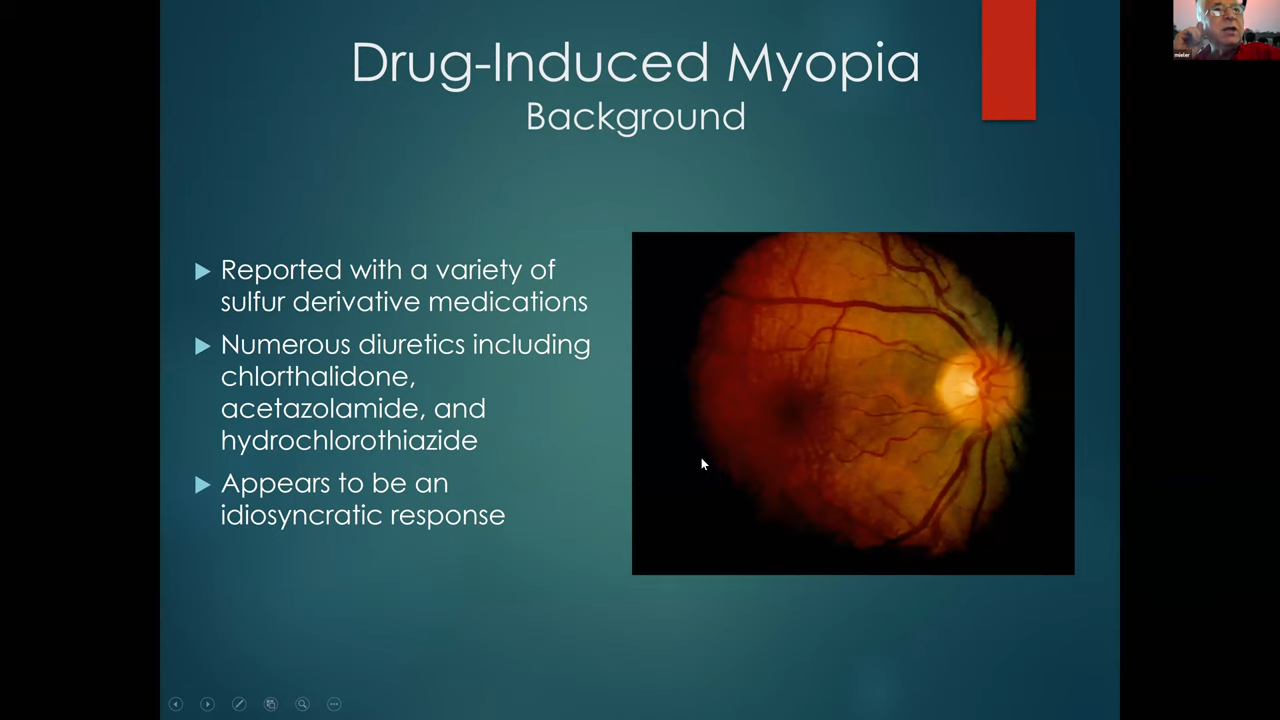 Drug-Induced Myopia
Background
Reported with a variety of
sulfur derivative medications
Numerous diuretics including
chlorthalidone,
acetazolamide, and
hydrochlorothiazide
Appears to be an
idiosyncratic response
mieler